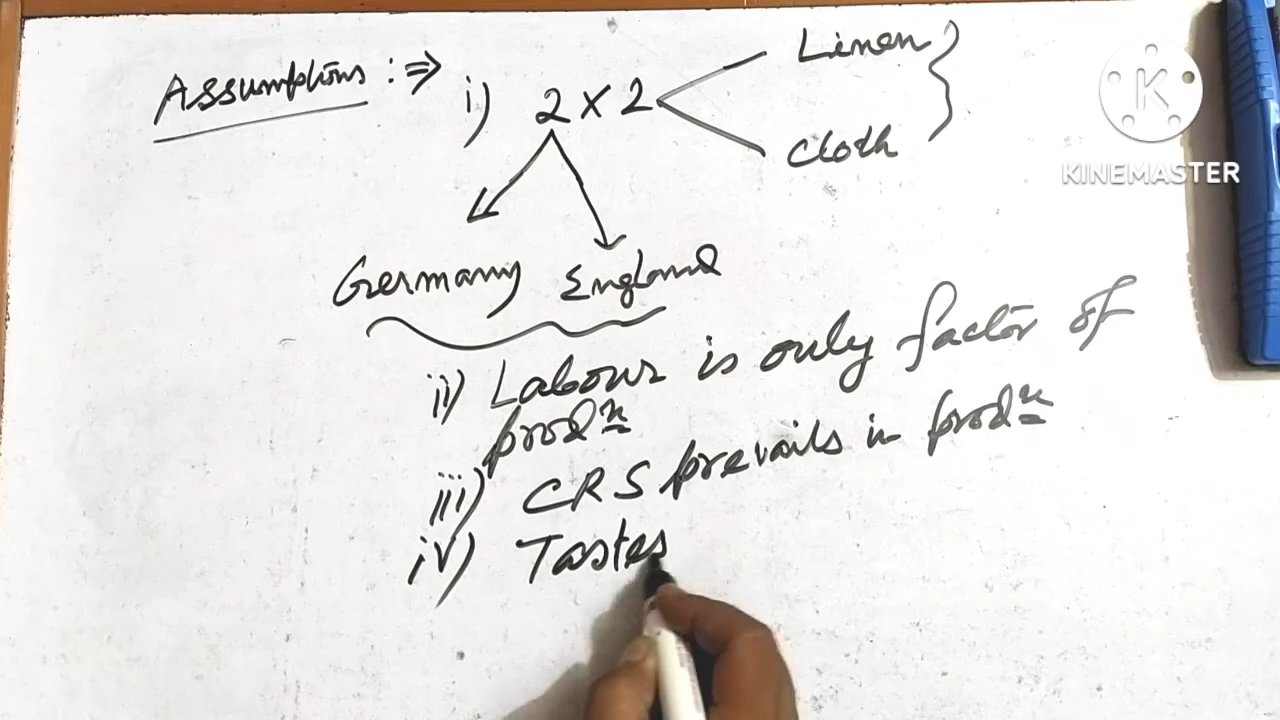 Assumptions :⇒
i) 2 x 2
Linen
Cloth
Germany England
ii) Labour is only factor of
prodⁿ
iii) CRS prevails in prodⁿ
iv) Tastes
K
KINEMASTER